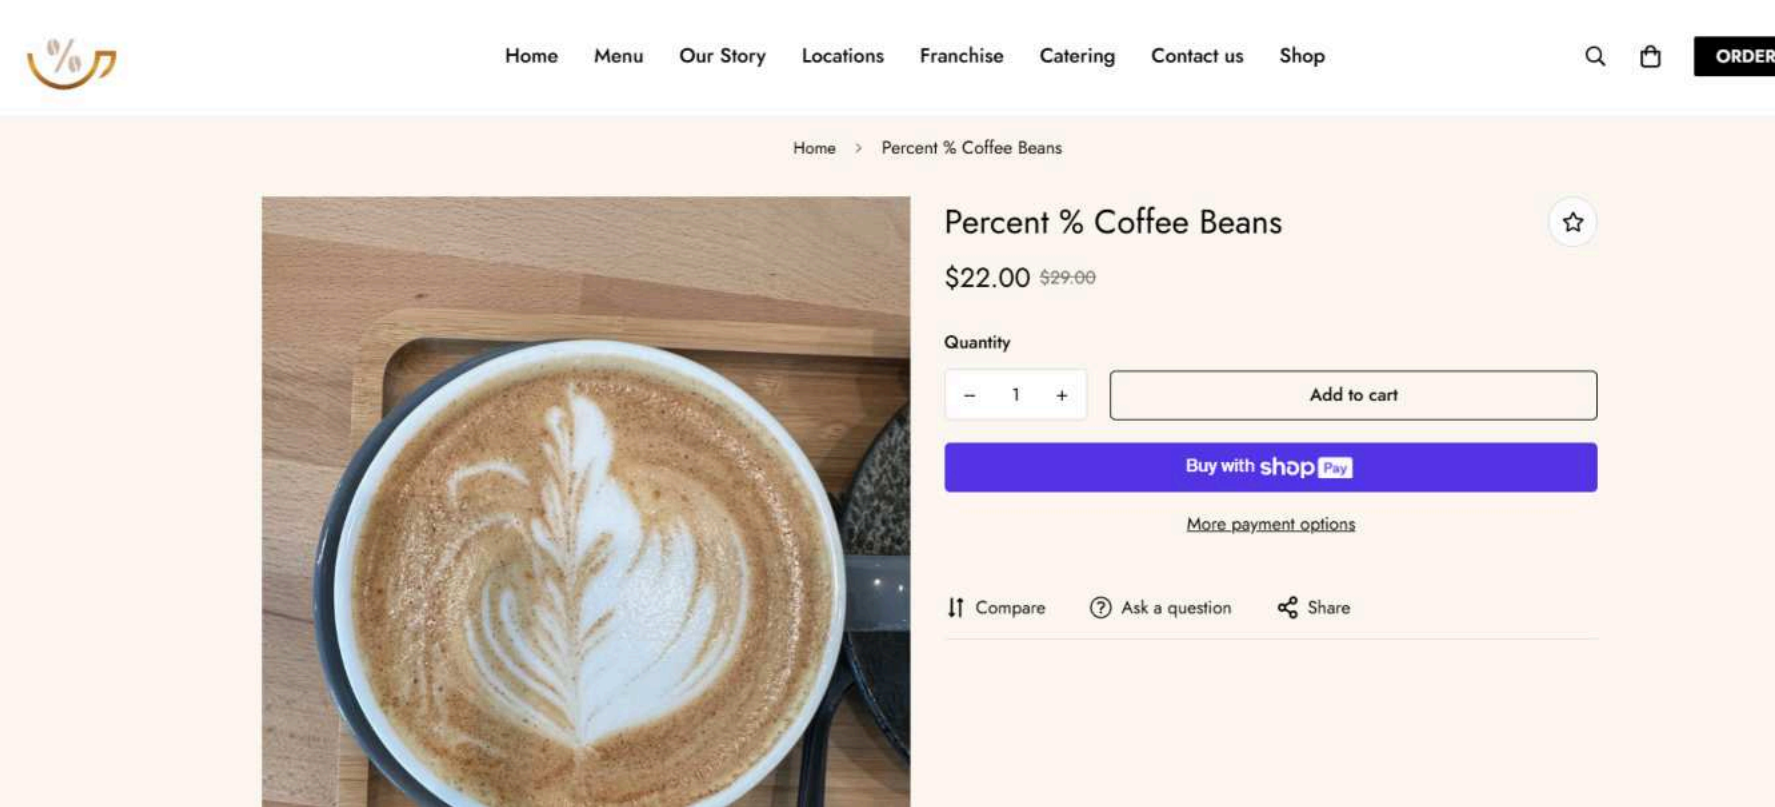 %
Home Menu Our Story Locations Franchise Catering Contact us Shop
ORDER
Home > Percent % Coffee Beans
Percent % Coffee Beans
$22.00 $29.00
Quantity
− 1 +
Add to cart
Buy with shop Pay
More payment options
Compare
? Ask a question
Share